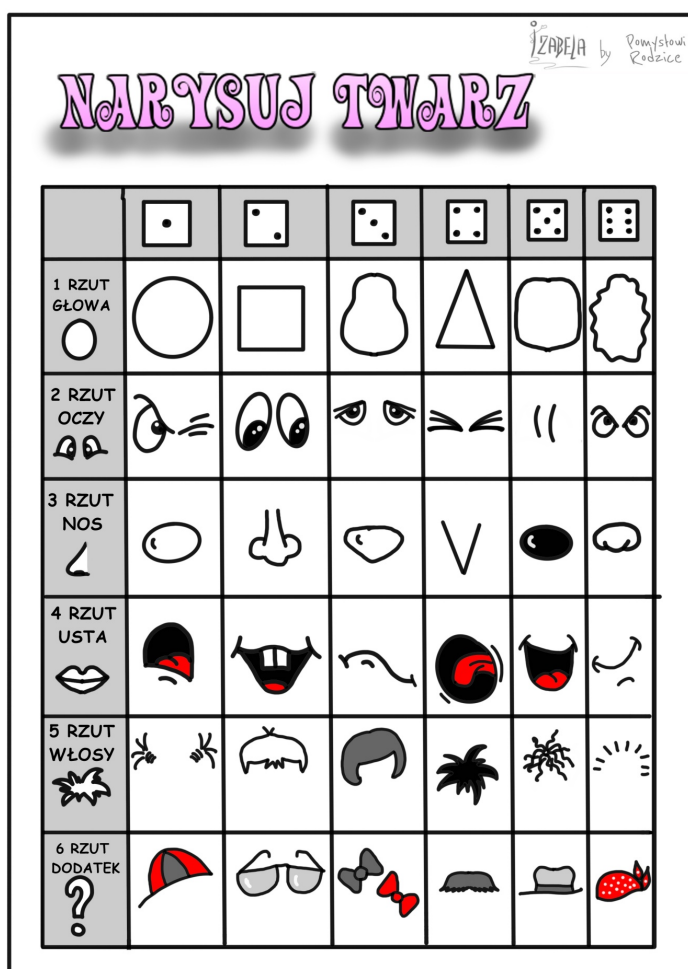 IZABELA by Pomysłowi Rodzice
NARYSUJ TWARZ
1 RZUT
GŁOWA
2 RZUT
OCZY
3 RZUT
NOS
4 RZUT
USTA
5 RZUT
WŁOSY
6 RZUT
DODATEK
?